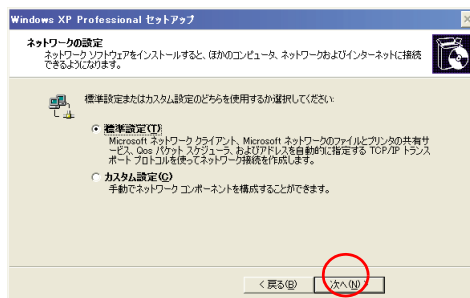 Windows XP Professional セットアップ
ネットワークの設定
ネットワーク ソフトウェアをインストールすると、ほかのコンピュータ、ネットワークおよびインターネットに接続
できるようになります。
標準設定またはカスタム設定のどちらを使用するか選択してください:
標準設定(T)
Microsoft ネットワーク クライアント、Microsoft ネットワークのファイルとプリンタの共有サ
ービス、Qos パケット スケジューラ、およびアドレスを自動的に指定する TCP/IP トランス
ポート プロトコルを使ってネットワーク接続を作成します。
カスタム設定(C)
手動でネットワーク コンポーネントを構成することができます。
< 戻る(B) 次へ(N) >